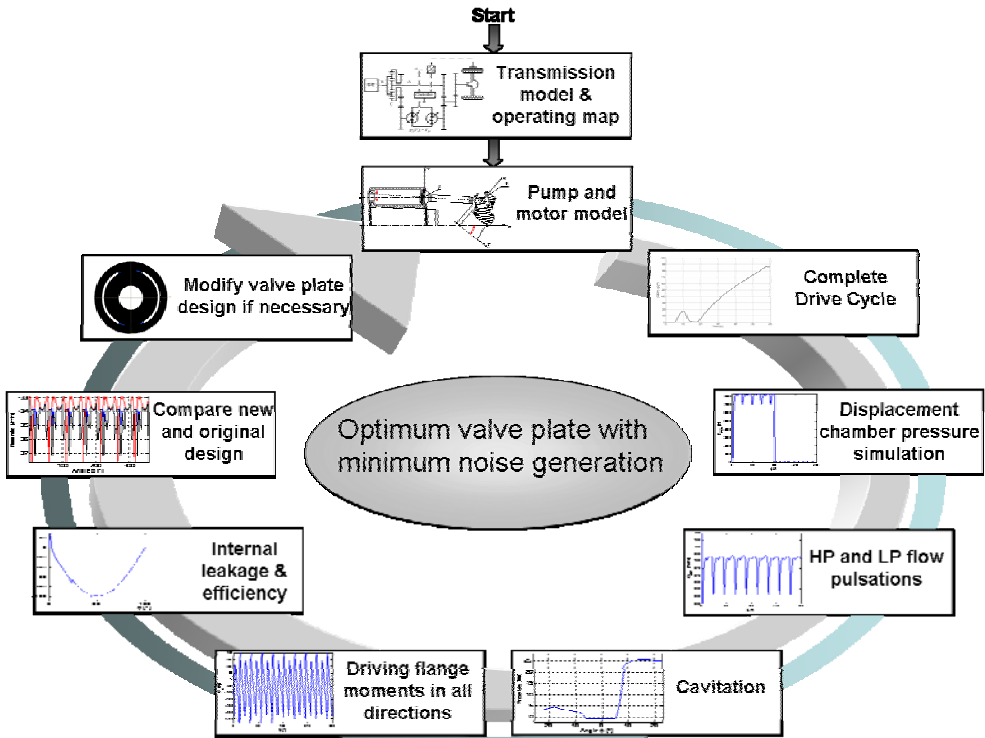 Start
Transmission
model &
operating map
Pump and
motor model
Complete
Drive Cycle
Displacement
chamber pressure
simulation
HP and LP flow
pulsations
Cavitation
Driving flange
moments in all
directions
Internal
leakage &
efficiency
Compare new
and original
design
Modify valve plate
design if necessary
Optimum valve plate with
minimum noise generation